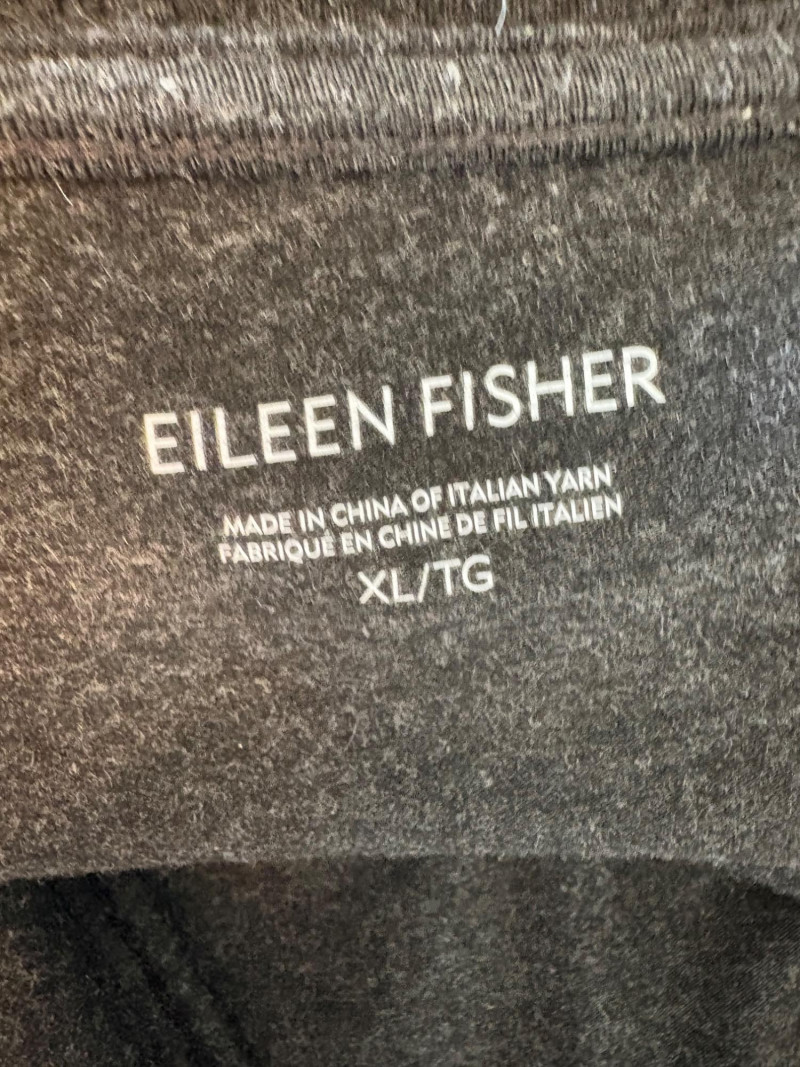 EILEEN FISHER
MADE IN CHINA OF ITALIAN YARN
FABRIQUÉ EN CHINE DE FIL ITALIEN
XL/TG